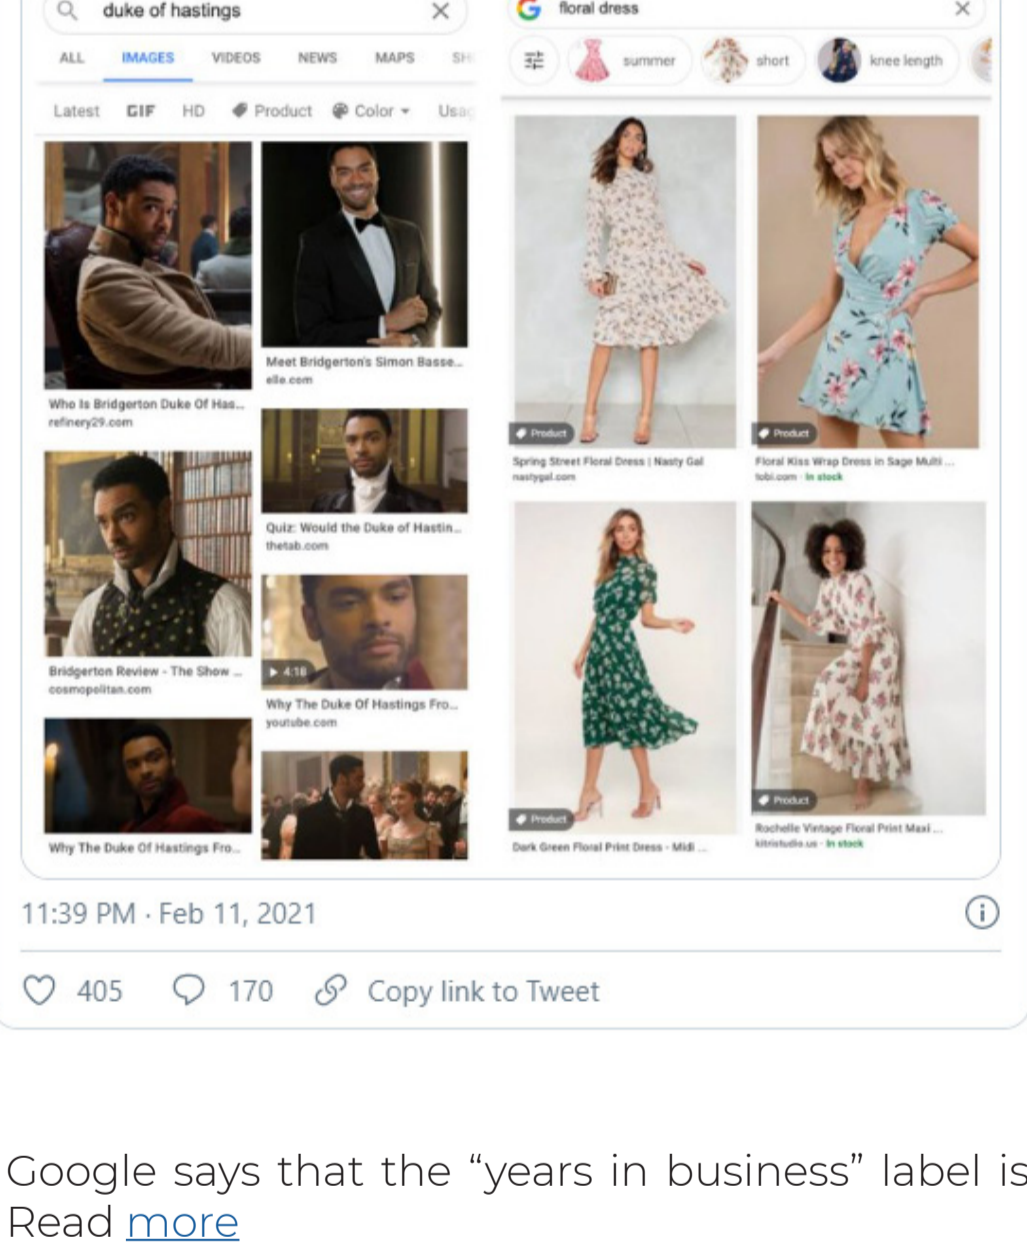 duke of hastings
ALL IMAGES VIDEOS NEWS MAPS SH
Latest GIF HD Product Color Usag
Who Is Bridgerton Duke Of Has...
refinery29.com
Meet Bridgerton's Simon Basse...
elle.com
Quiz: Would the Duke of Hastin...
thetab.com
Bridgerton Review - The Show ...
cosmopolitan.com
4:18
Why The Duke Of Hastings Fro...
youtube.com
Why The Duke Of Hastings Fro...
floral dress
summer short knee length
Product
Spring Street Floral Dress | Nasty Gal
nastygal.com
Product
Floral Kiss Wrap Dress in Sage Multi ...
tobi.com · In stock
Product
Dark Green Floral Print Dress - Midi ...
Product
Rochelle Vintage Floral Print Maxi ...
kitristudio.us · In stock
11:39 PM · Feb 11, 2021
405 170 Copy link to Tweet
Google says that the “years in business” label is
Read more